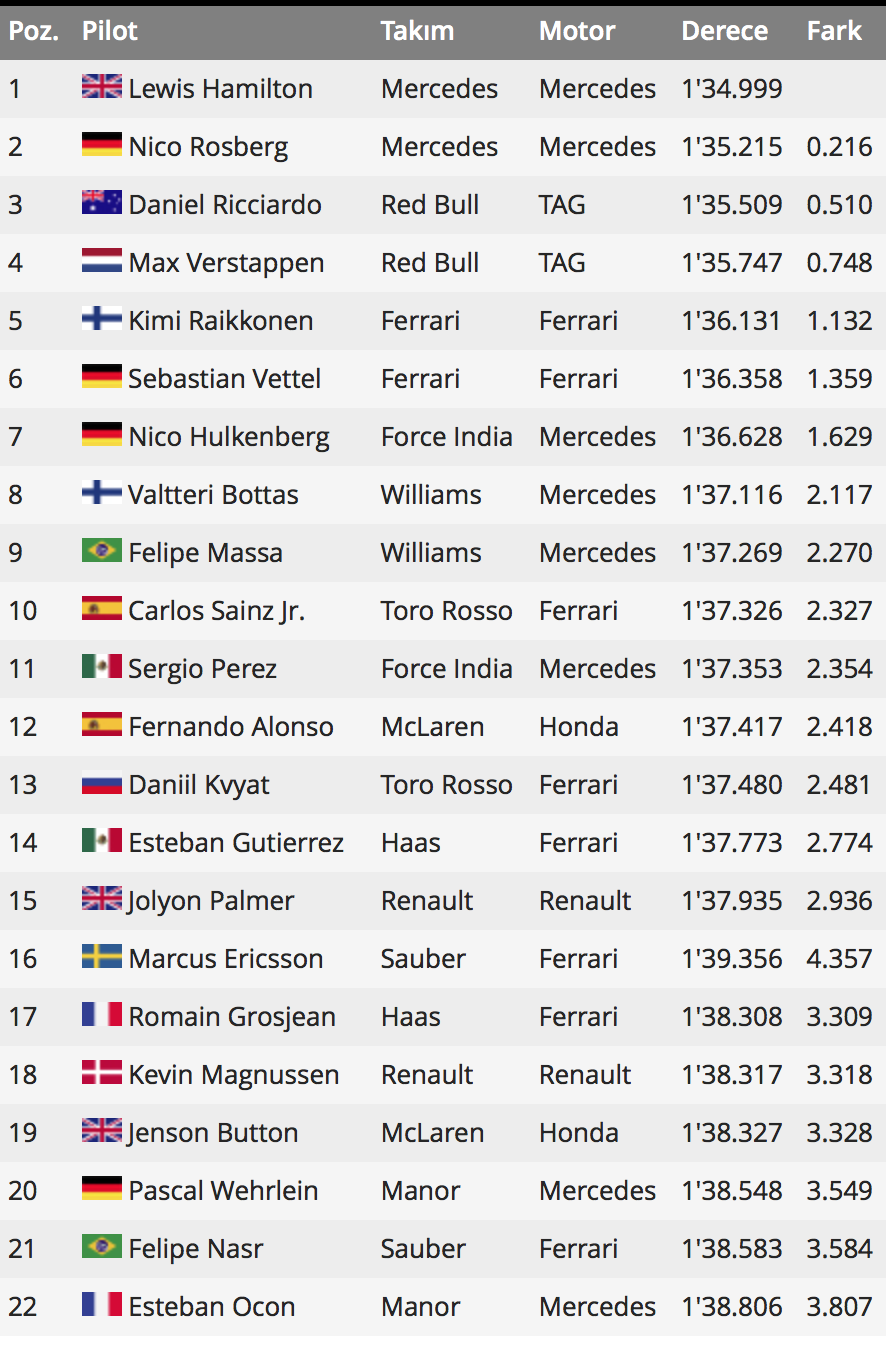 Poz. Pilot Takım Motor Derece Fark
1 Lewis Hamilton Mercedes Mercedes 1'34.999
2 Nico Rosberg Mercedes Mercedes 1'35.215 0.216
3 Daniel Ricciardo Red Bull TAG 1'35.509 0.510
4 Max Verstappen Red Bull TAG 1'35.747 0.748
5 Kimi Raikkonen Ferrari Ferrari 1'36.131 1.132
6 Sebastian Vettel Ferrari Ferrari 1'36.358 1.359
7 Nico Hulkenberg Force India Mercedes 1'36.628 1.629
8 Valtteri Bottas Williams Mercedes 1'37.116 2.117
9 Felipe Massa Williams Mercedes 1'37.269 2.270
10 Carlos Sainz Jr. Toro Rosso Ferrari 1'37.326 2.327
11 Sergio Perez Force India Mercedes 1'37.353 2.354
12 Fernando Alonso McLaren Honda 1'37.417 2.418
13 Daniil Kvyat Toro Rosso Ferrari 1'37.480 2.481
14 Esteban Gutierrez Haas Ferrari 1'37.773 2.774
15 Jolyon Palmer Renault Renault 1'37.935 2.936
16 Marcus Ericsson Sauber Ferrari 1'39.356 4.357
17 Romain Grosjean Haas Ferrari 1'38.308 3.309
18 Kevin Magnussen Renault Renault 1'38.317 3.318
19 Jenson Button McLaren Honda 1'38.327 3.328
20 Pascal Wehrlein Manor Mercedes 1'38.548 3.549
21 Felipe Nasr Sauber Ferrari 1'38.583 3.584
22 Esteban Ocon Manor Mercedes 1'38.806 3.807